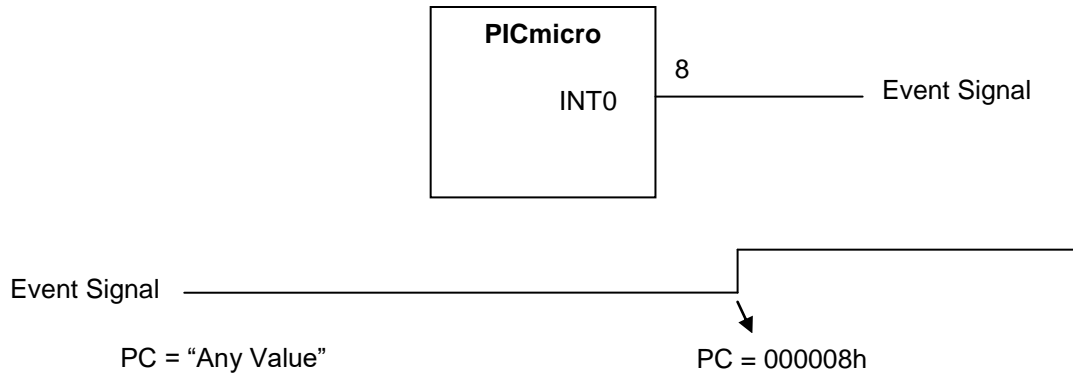 PICmicro
8
INT0
Event Signal
Event Signal
PC = “Any Value”
PC = 000008h